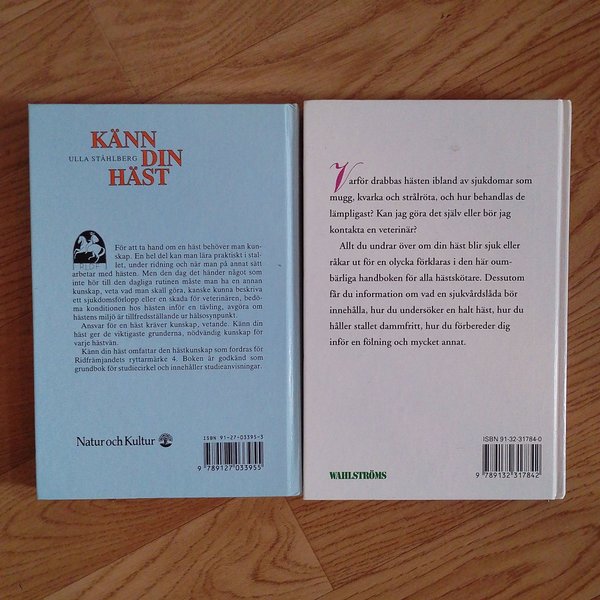 KÄNN
ULLA STÅHLBERG DIN
HÄST
För att ta hand om en häst behöver man kun-
skap. En hel del kan man lära praktiskt i stal-
let, under ridning och när man på annat sätt
arbetar med hästen. Men den dag det händer något som
inte hör till den dagliga rutinen måste man ha en annan
kunskap, veta vad man skall göra, kanske kunna beskriva
ett sjukdomsförlopp eller en skada för veterinären, bedö-
ma konditionen hos hästen inför en tävling, avgöra om
hästens miljö är tillfredsställande ur hälsosynpunkt.
Ansvar för en häst kräver kunskap, vetande. Känn din
häst ger de viktigaste grunderna, nödvändig kunskap för
varje hästvän.
Känn din häst omfattar den hästkunskap som fordras för
Ridfrämjandets ryttarmärke 4. Boken är godkänd som
grundbok för studiecirkel och innehåller studieanvisningar.
Natur och Kultur
ISBN 91-27-03395-3
9 789127 033955
Varför drabbas hästen ibland av sjukdomar som
mugg, kvarka och strålröta, och hur behandlas de
lämpligast? Kan jag göra det själv eller bör jag
kontakta en veterinär?
Allt du undrar över om din häst blir sjuk eller
råkar ut för en olycka förklaras i den här oum-
bärliga handboken för alla hästskötare. Dessutom
får du information om vad en sjukvårdslåda bör
innehålla, hur du undersöker en halt häst, hur du
håller stallet dammfritt, hur du förbereder dig
inför en fölning och mycket annat.
WAHLSTRÖMS
ISBN 91-32-31784-0
9 789132 317842